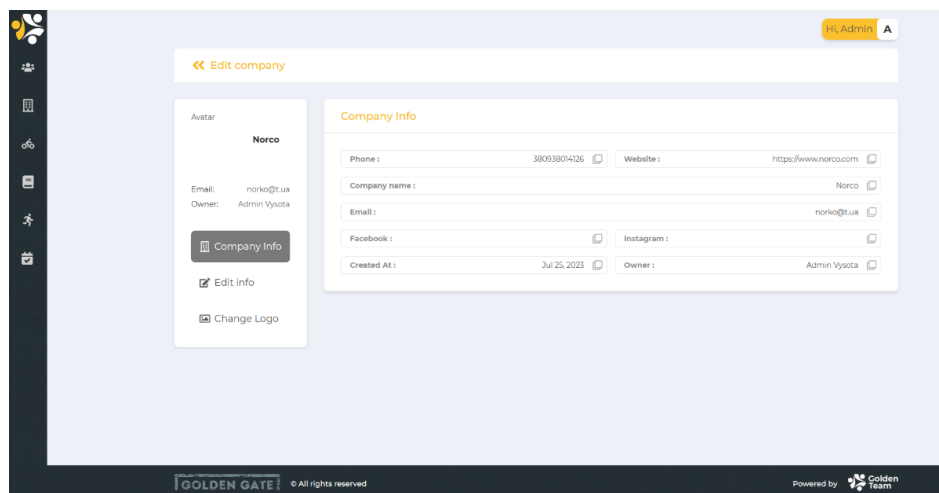 Hi, Admin A
Edit company
Avatar
Norco
Email: norko@t.ua
Owner: Admin Vysota
Company Info
Edit info
Change Logo
Company Info
Phone : 380938014126 Website : https://www.norco.com
Company name : Norco
Email : norko@t.ua
Facebook : Instagram :
Created At : Jul 25, 2023 Owner : Admin Vysota
GOLDEN GATE © All rights reserved Powered by Golden Team